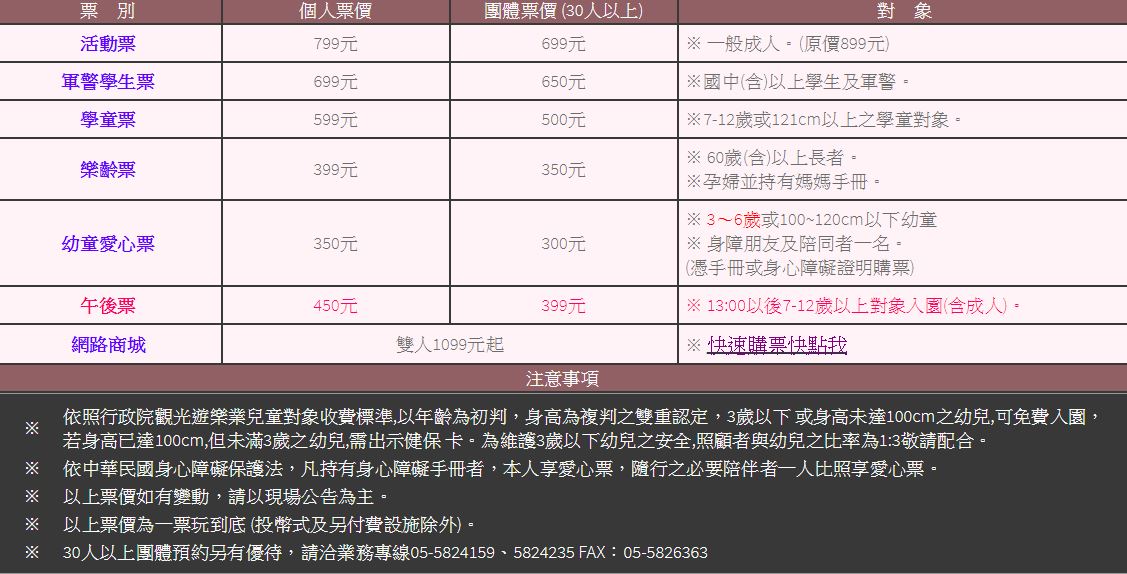 票 別 個人票價 團體票價 (30人以上) 對 象
活動票 799元 699元 ※ 一般成人。(原價899元)
軍警學生票 699元 650元 ※國中(含)以上學生及軍警。
學童票 599元 500元 ※7-12歲或121cm以上之學童對象。
樂齡票 399元 350元 ※ 60歲(含)以上長者。
※孕婦並持有媽媽手冊。
幼童愛心票 350元 300元 ※ 3～6歲或100~120cm以下幼童
※ 身障朋友及陪同者一名。
(憑手冊或身心障礙證明購票)
午後票 450元 399元 ※ 13:00以後7-12歲以上對象入園(含成人)。
網路商城 雙人1099元起 ※ 快速購票快點我
注意事項
※ 依照行政院觀光遊樂業兒童對象收費標準,以年齡為初判，身高為複判之雙重認定，3歲以下 或身高未達100cm之幼兒,可免費入園，
若身高已達100cm,但未滿3歲之幼兒,需出示健保 卡。為維護3歲以下幼兒之安全,照顧者與幼兒之比率為1:3敬請配合。
※ 依中華民國身心障礙保護法，凡持有身心障礙手冊者，本人享愛心票，隨行之必要陪伴者一人比照享愛心票。
※ 以上票價如有變動，請以現場公告為主。
※ 以上票價為一票玩到底 (投幣式及另付費設施除外)。
※ 30人以上團體預約另有優待，請洽業務專線05-5824159、5824235 FAX：05-5826363